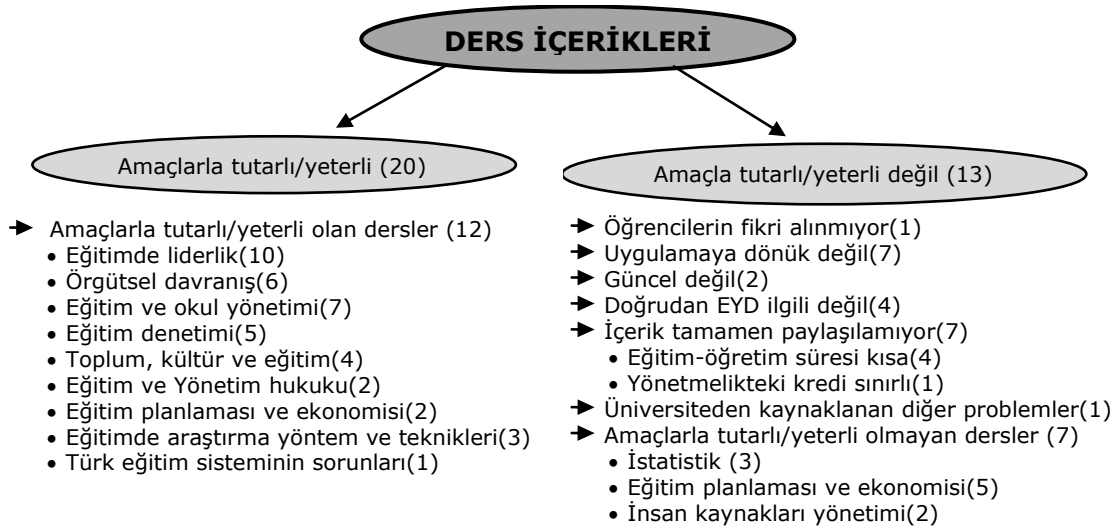 DERS İÇERİKLERİ
Amaçlarla tutarlı/yeterli (20)
➔ Amaçlarla tutarlı/yeterli olan dersler (12)
• Eğitimde liderlik(10)
• Örgütsel davranış(6)
• Eğitim ve okul yönetimi(7)
• Eğitim denetimi(5)
• Toplum, kültür ve eğitim(4)
• Eğitim ve Yönetim hukuku(2)
• Eğitim planlaması ve ekonomisi(2)
• Eğitimde araştırma yöntem ve teknikleri(3)
• Türk eğitim sisteminin sorunları(1)
Amaçla tutarlı/yeterli değil (13)
➔ Öğrencilerin fikri alınmıyor(1)
➔ Uygulamaya dönük değil(7)
➔ Güncel değil(2)
➔ Doğrudan EYD ilgili değil(4)
➔ İçerik tamamen paylaşılamıyor(7)
• Eğitim-öğretim süresi kısa(4)
• Yönetmelikteki kredi sınırlı(1)
➔ Üniversiteden kaynaklanan diğer problemler(1)
➔ Amaçlarla tutarlı/yeterli olmayan dersler (7)
• İstatistik (3)
• Eğitim planlaması ve ekonomisi(5)
• İnsan kaynakları yönetimi(2)